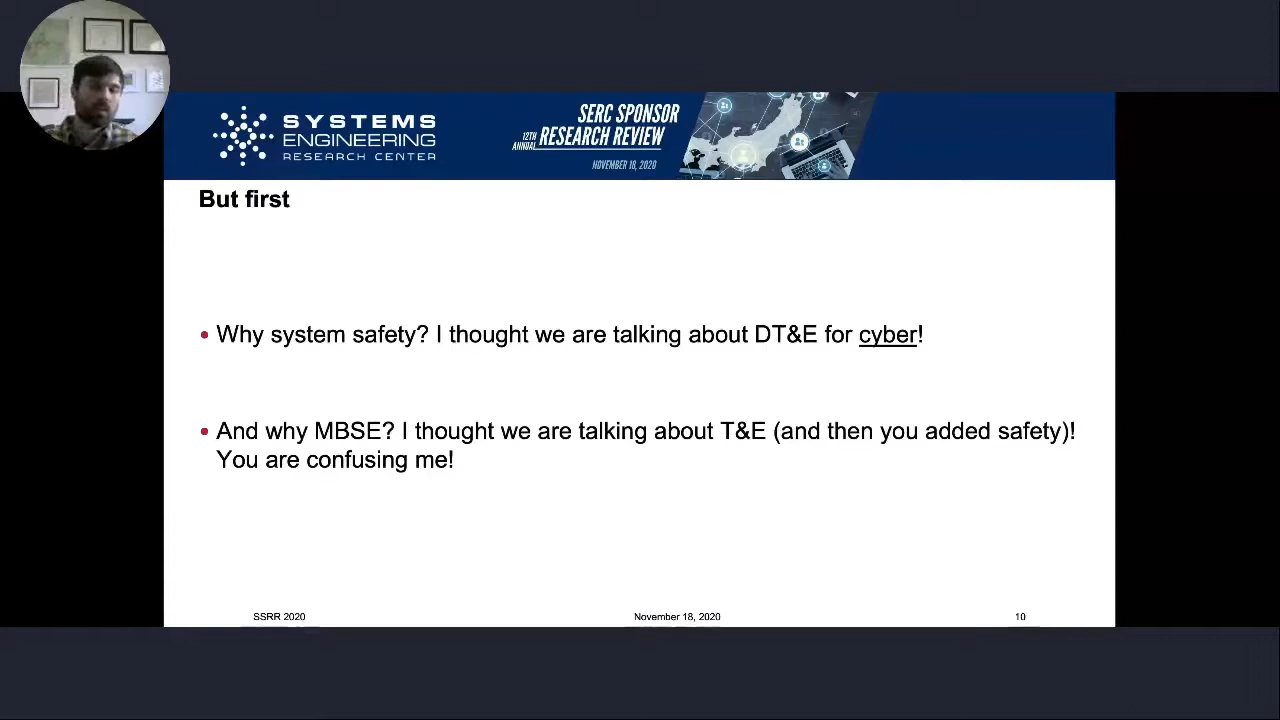 SYSTEMS
ENGINEERING
RESEARCH CENTER
SERC SPONSOR
12TH ANNUAL RESEARCH REVIEW
NOVEMBER 18, 2020
But first
• Why system safety? I thought we are talking about DT&E for cyber!
• And why MBSE? I thought we are talking about T&E (and then you added safety)!
You are confusing me!
SSRR 2020 November 18, 2020 10